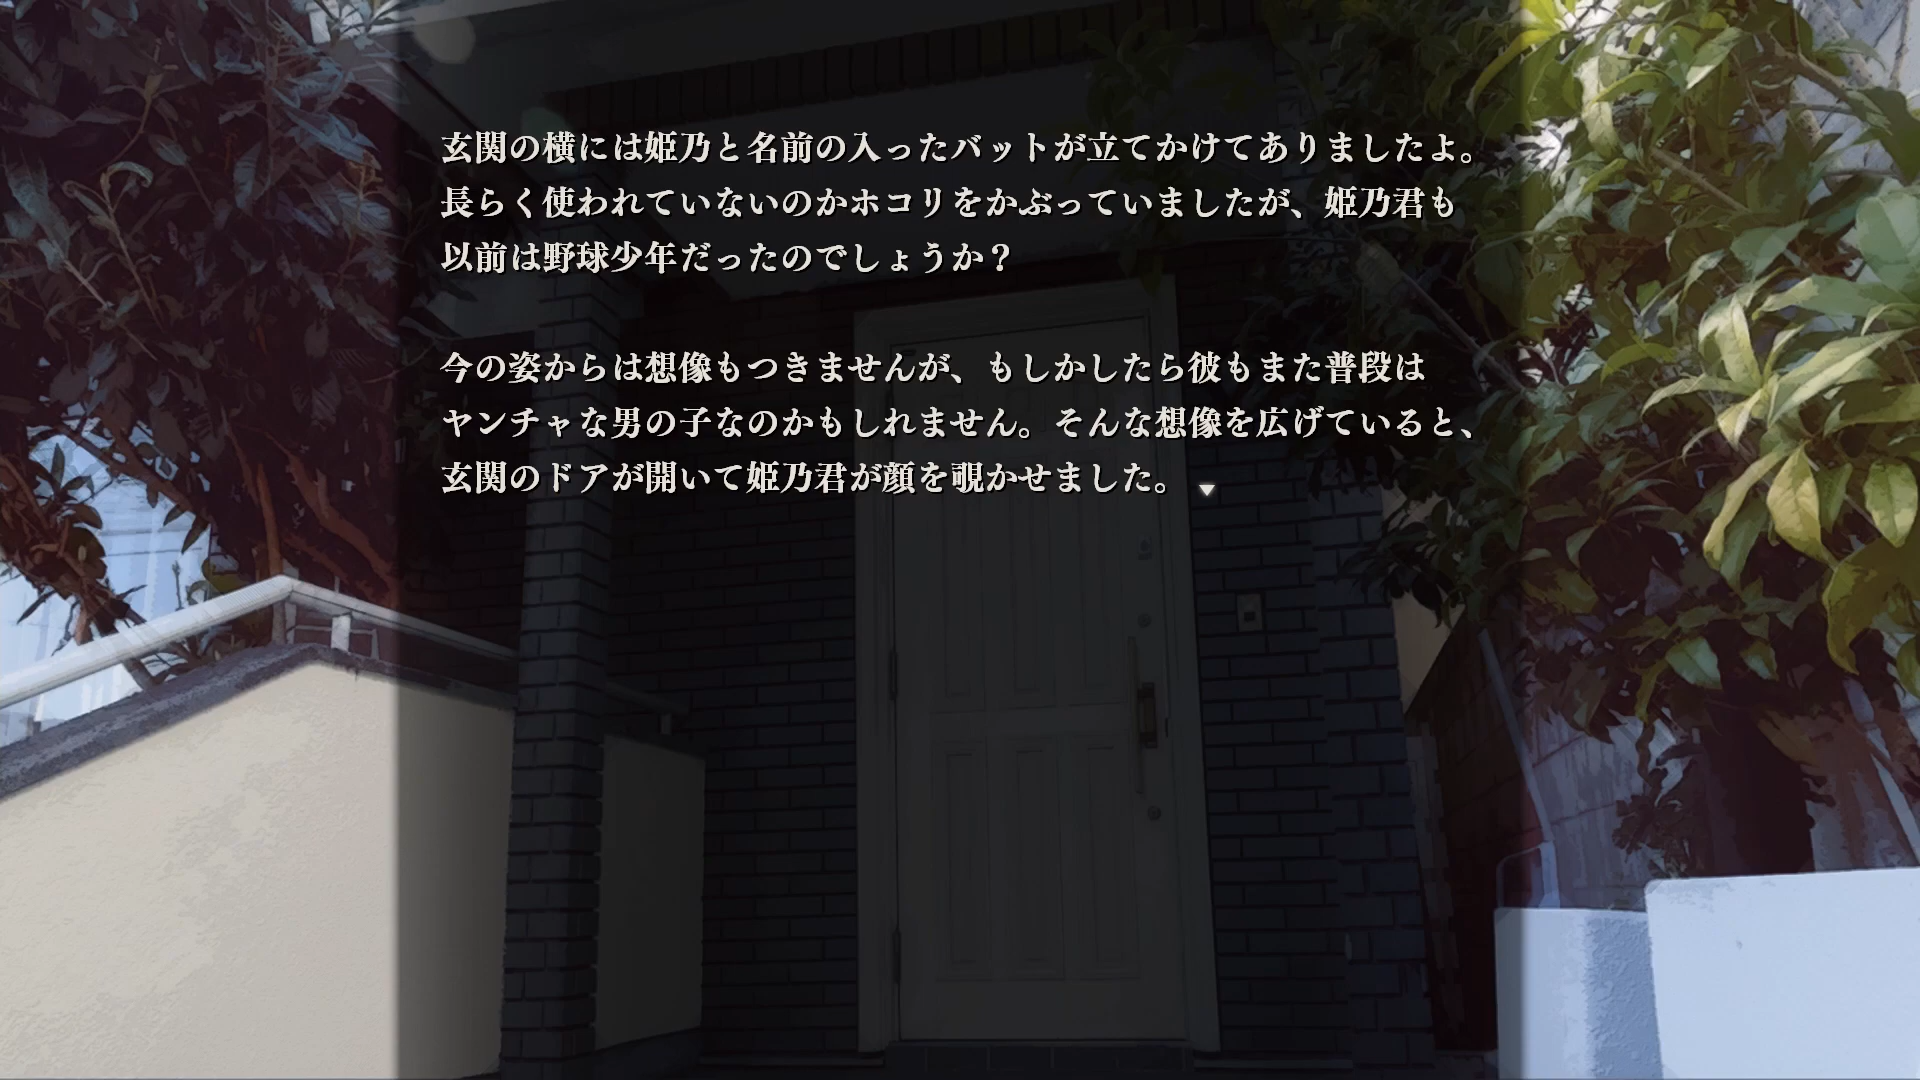 玄関の横には姫乃と名前の入ったバットが立てかけてありましたよ。
長らく使われていないのかホコリをかぶっていましたが、姫乃君も
以前は野球少年だったのでしょうか？
今の姿からは想像もつきませんが、もしかしたら彼もまた普段は
ヤンチャな男の子なのかもしれません。そんな想像を広げていると、
玄関のドアが開いて姫乃君が顔を覗かせました。